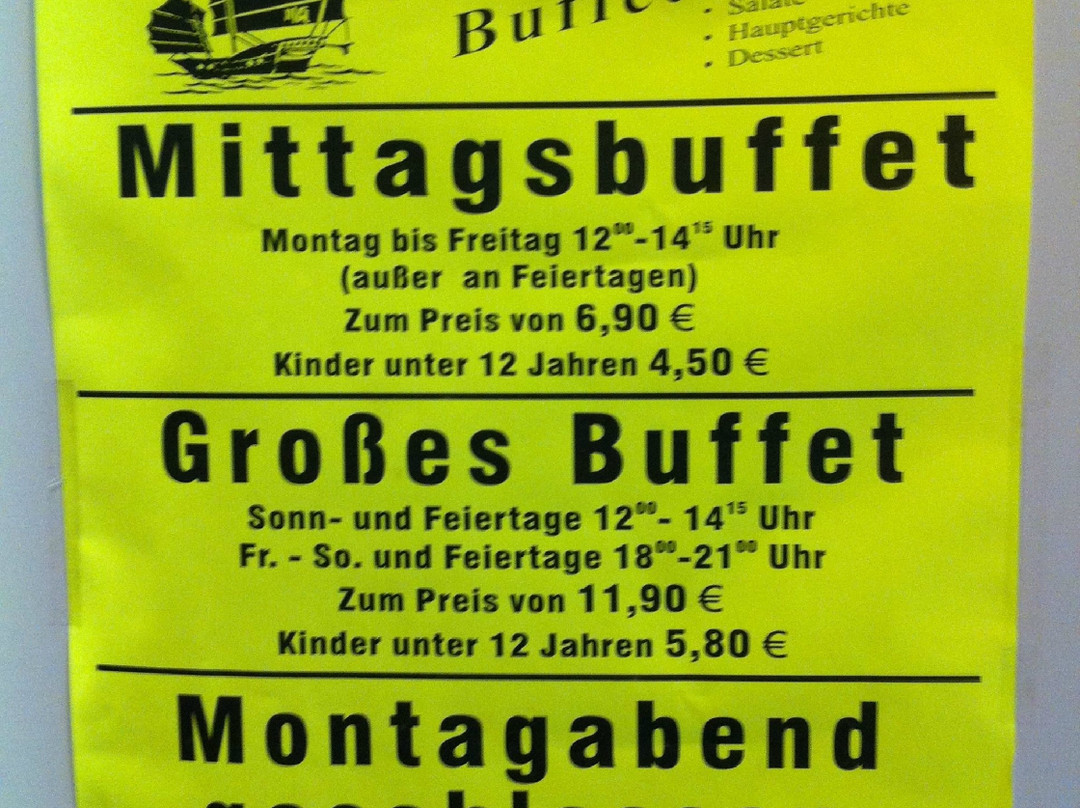 Buffet
· Salate
· Hauptgerichte
· Dessert
Mittagsbuffet
Montag bis Freitag 12⁰⁰-14¹⁵ Uhr
(außer an Feiertagen)
Zum Preis von 6,90 €
Kinder unter 12 Jahren 4,50 €
Großes Buffet
Sonn- und Feiertage 12⁰⁰- 14¹⁵ Uhr
Fr. - So. und Feiertage 18⁰⁰-21⁰⁰ Uhr
Zum Preis von 11,90 €
Kinder unter 12 Jahren 5,80 €
Montagabend